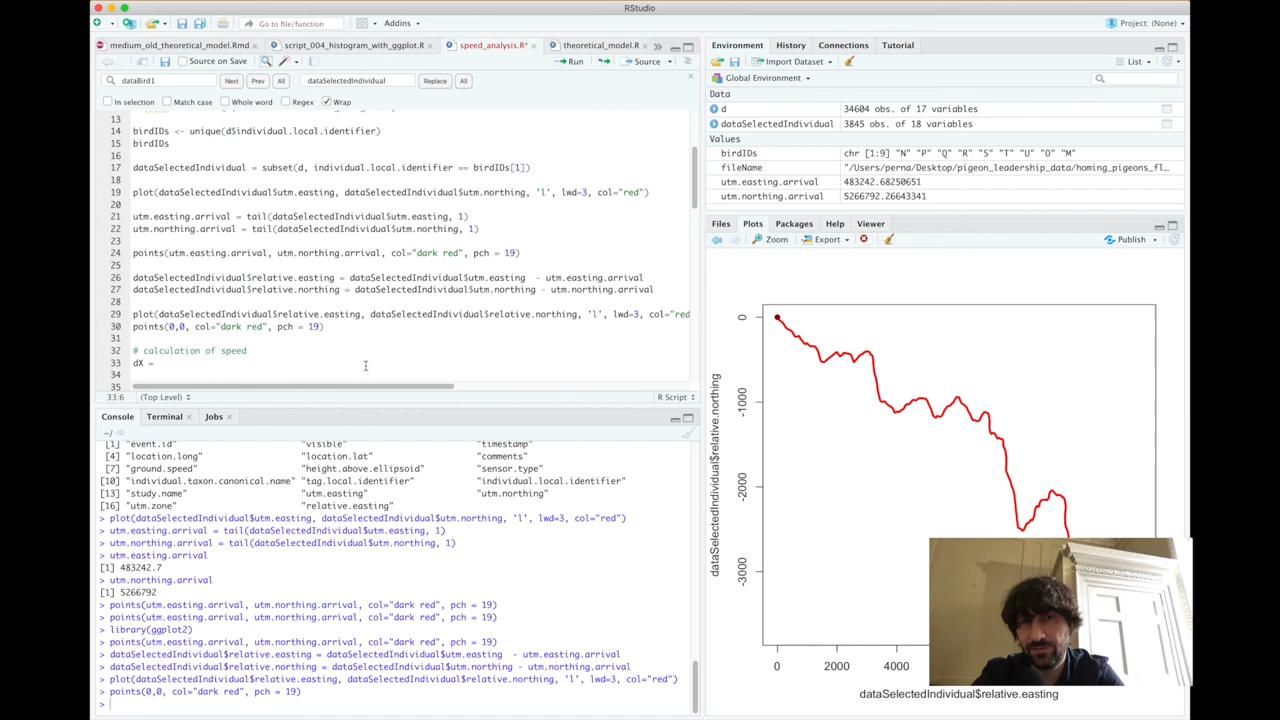 RStudio
Go to file/function
Addins
Project: (None)
medium_old_theoretical_model.Rmd
script_004_histogram_with_ggplot.R
speed_analysis.R*
theoretical_model.R
Source on Save
Run
Source
dataBird1
Next
Prev
All
dataSelectedIndividual
Replace
All
In selection
Match case
Whole word
Regex
Wrap
13
14 birdIDs <- unique(d$individual.local.identifier)
15 birdIDs
16
17 dataSelectedIndividual = subset(d, individual.local.identifier == birdIDs[1])
18
19 plot(dataSelectedIndividual$utm.easting, dataSelectedIndividual$utm.northing, 'l', lwd=3, col="red")
20
21 utm.easting.arrival = tail(dataSelectedIndividual$utm.easting, 1)
22 utm.northing.arrival = tail(dataSelectedIndividual$utm.northing, 1)
23
24 points(utm.easting.arrival, utm.northing.arrival, col="dark red", pch = 19)
25
26 dataSelectedIndividual$relative.easting = dataSelectedIndividual$utm.easting  - utm.easting.arrival
27 dataSelectedIndividual$relative.northing = dataSelectedIndividual$utm.northing - utm.northing.arrival
28
29 plot(dataSelectedIndividual$relative.easting, dataSelectedIndividual$relative.northing, 'l', lwd=3, col="red
30 points(0,0, col="dark red", pch = 19)
31
32 # calculation of speed
33 dX =
34
35
33:6
(Top Level)
R Script
Console
Terminal
Jobs
~/
[1] "event.id" "visible" "timestamp"
[4] "location.long" "location.lat" "comments"
[7] "ground.speed" "height.above.ellipsoid" "sensor.type"
[10] "individual.taxon.canonical.name" "tag.local.identifier" "individual.local.identifier"
[13] "study.name" "utm.easting" "utm.northing"
[16] "utm.zone" "relative.easting"
> plot(dataSelectedIndividual$utm.easting, dataSelectedIndividual$utm.northing, 'l', lwd=3, col="red")
> utm.easting.arrival = tail(dataSelectedIndividual$utm.easting, 1)
> utm.northing.arrival = tail(dataSelectedIndividual$utm.northing, 1)
> utm.easting.arrival
[1] 483242.7
> utm.northing.arrival
[1] 5266792
> points(utm.easting.arrival, utm.northing.arrival, col="dark red", pch = 19)
> points(utm.easting.arrival, utm.northing.arrival, col="dark red", pch = 19)
> library(ggplot2)
> points(utm.easting.arrival, utm.northing.arrival, col="dark red", pch = 19)
> dataSelectedIndividual$relative.easting = dataSelectedIndividual$utm.easting  - utm.easting.arrival
> dataSelectedIndividual$relative.northing = dataSelectedIndividual$utm.northing - utm.northing.arrival
> plot(dataSelectedIndividual$relative.easting, dataSelectedIndividual$relative.northing, 'l', lwd=3, col="red")
> points(0,0, col="dark red", pch = 19)
>
Environment
History
Connections
Tutorial
Import Dataset
List
Global Environment
Data
d 34604 obs. of 17 variables
dataSelectedIndividual 3845 obs. of 18 variables
Values
birdIDs chr [1:9] "N" "P" "Q" "R" "S" "T" "U" "O" "M"
fileName "/Users/perna/Desktop/pigeon_leadership_data/homing_pigeons_fl…
utm.easting.arrival 483242.68250651
utm.northing.arrival 5266792.26643341
Files
Plots
Packages
Help
Viewer
Zoom
Export
Publish
dataSelectedIndividual$relative.northing
0
-1000
-2000
-3000
0
2000
4000
dataSelectedIndividual$relative.easting